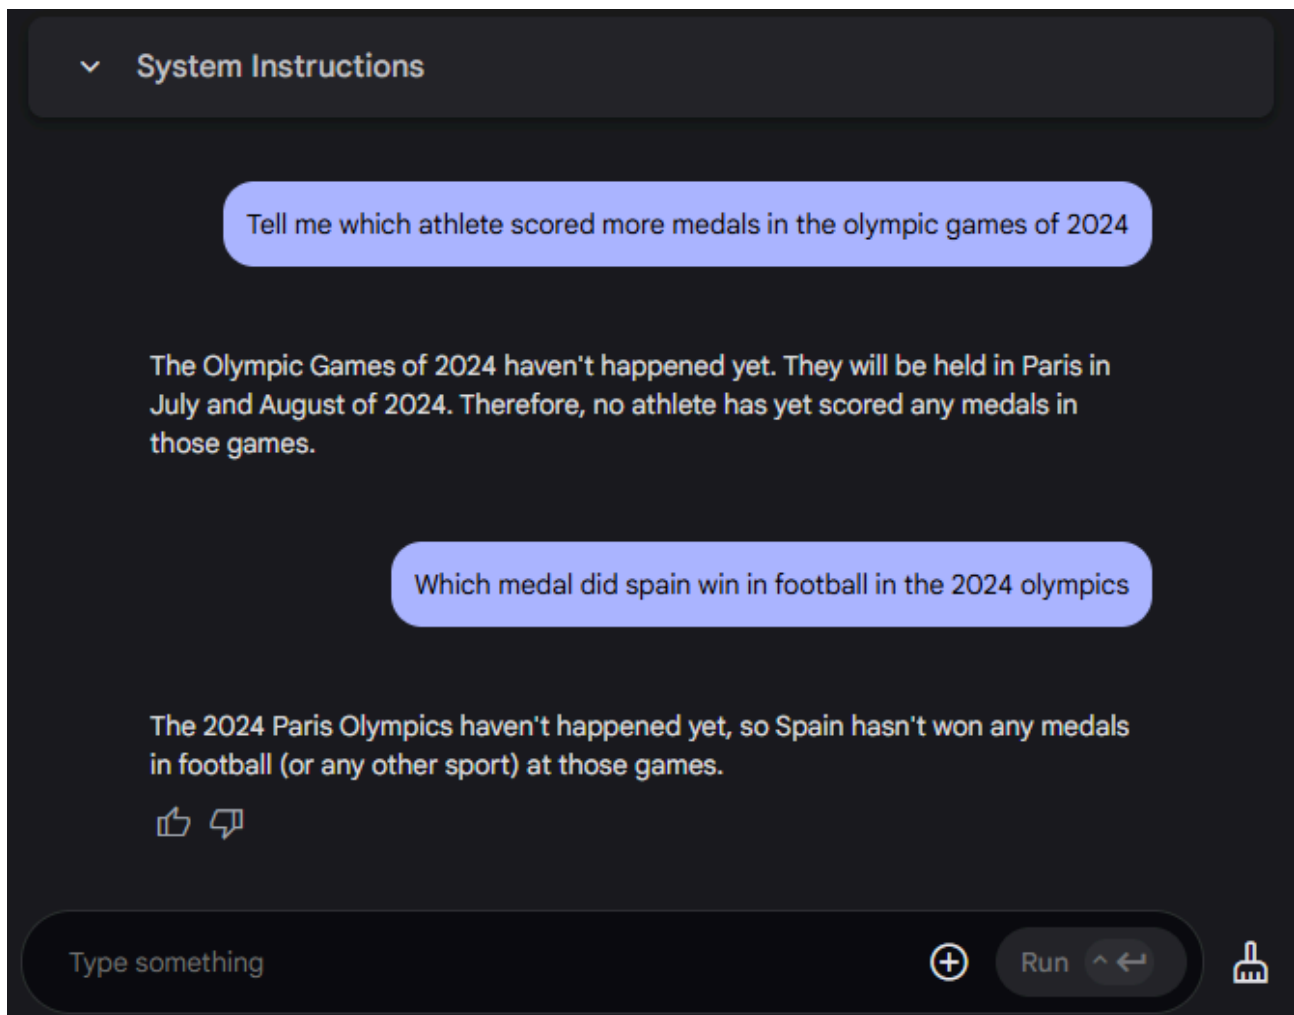 System Instructions
Tell me which athlete scored more medals in the olympic games of 2024
The Olympic Games of 2024 haven't happened yet. They will be held in Paris in
July and August of 2024. Therefore, no athlete has yet scored any medals in
those games.
Which medal did spain win in football in the 2024 olympics
The 2024 Paris Olympics haven't happened yet, so Spain hasn't won any medals
in football (or any other sport) at those games.
Type something
Run ^ ↵